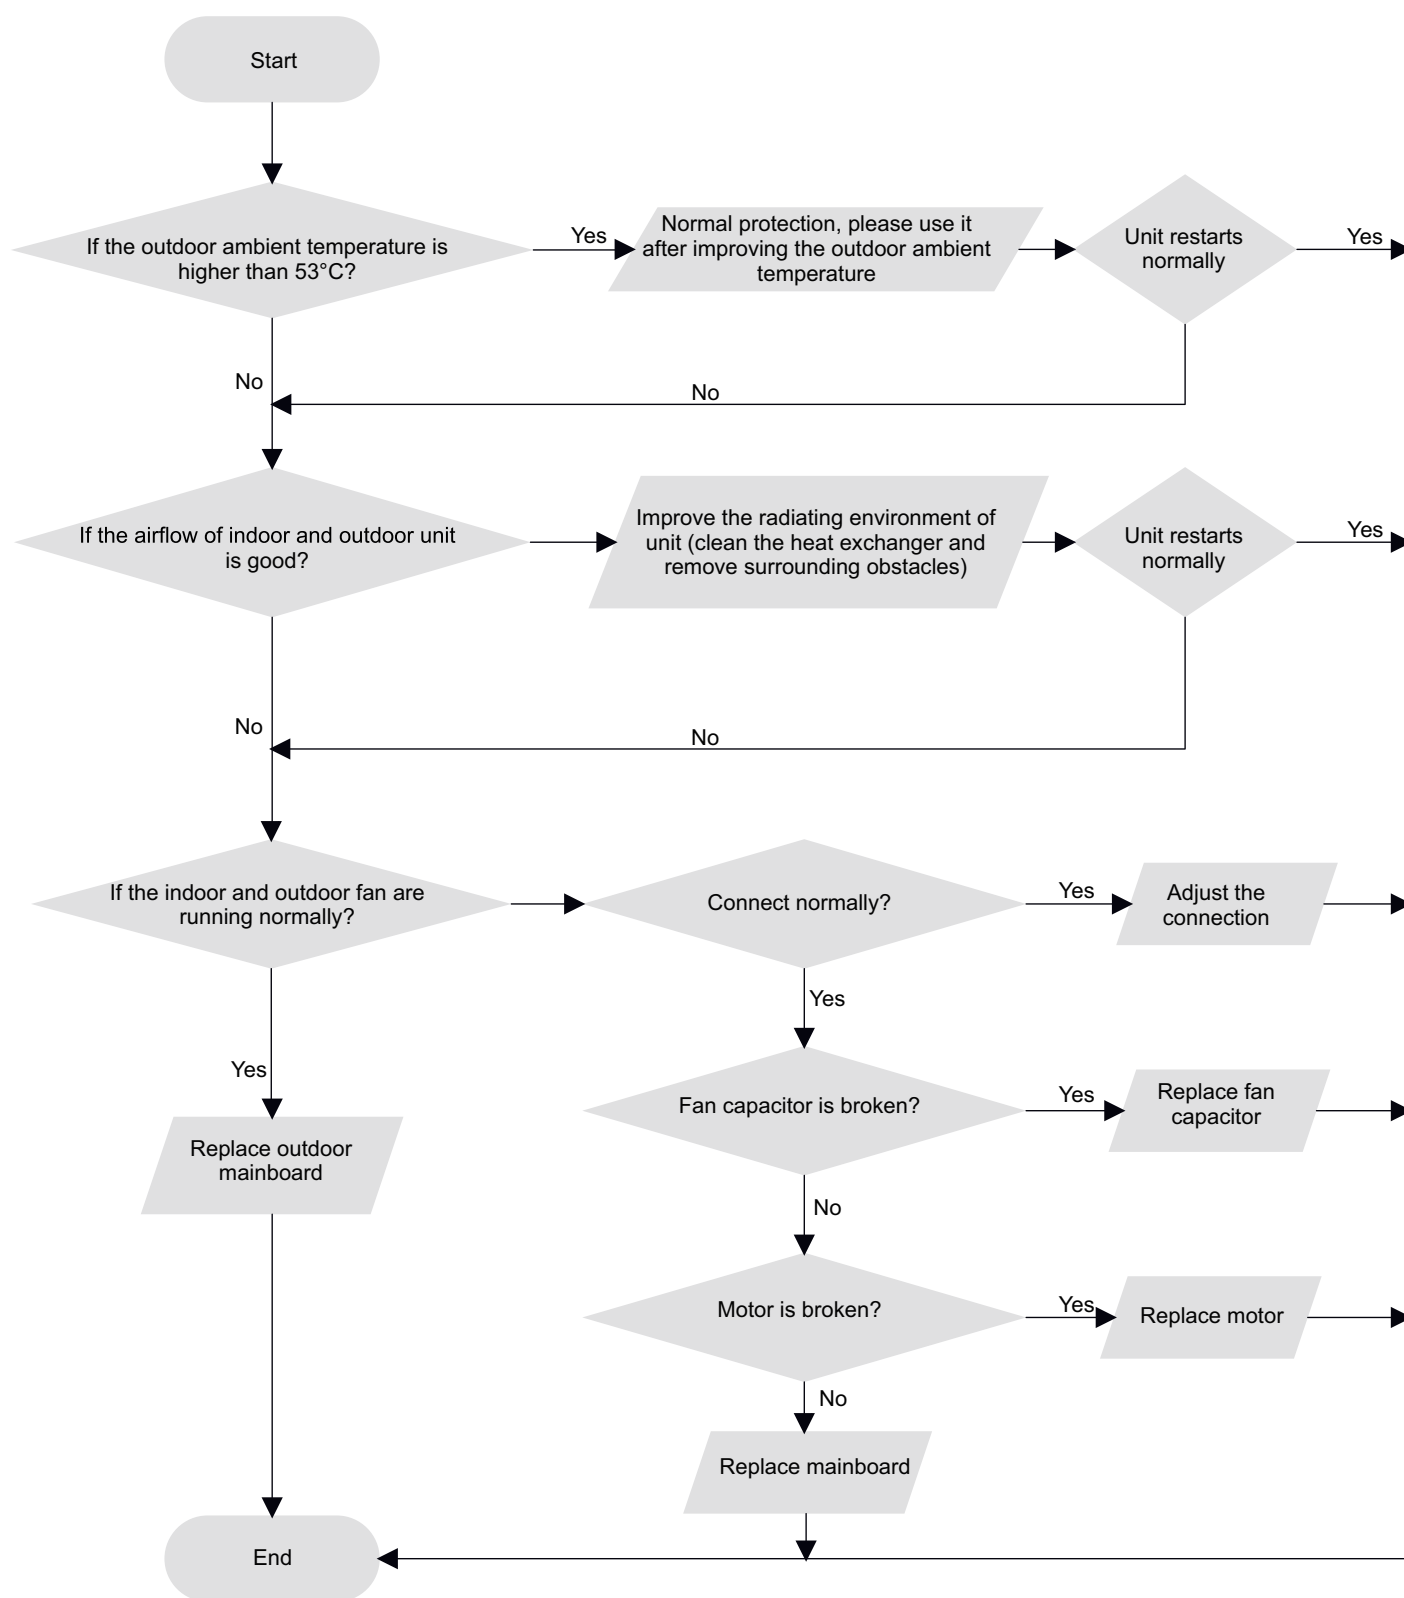 Start
If the outdoor ambient temperature is
higher than 53°C?
Yes
Normal protection, please use it
after improving the outdoor ambient
temperature
Unit restarts
normally
Yes
No
No
If the airflow of indoor and outdoor unit
is good?
Improve the radiating environment of
unit (clean the heat exchanger and
remove surrounding obstacles)
Unit restarts
normally
Yes
No
No
If the indoor and outdoor fan are
running normally?
Connect normally?
Yes
Adjust the
connection
Yes
Yes
Replace outdoor
mainboard
Fan capacitor is broken?
Yes
Replace fan
capacitor
No
Motor is broken?
Yes
Replace motor
No
Replace mainboard
End